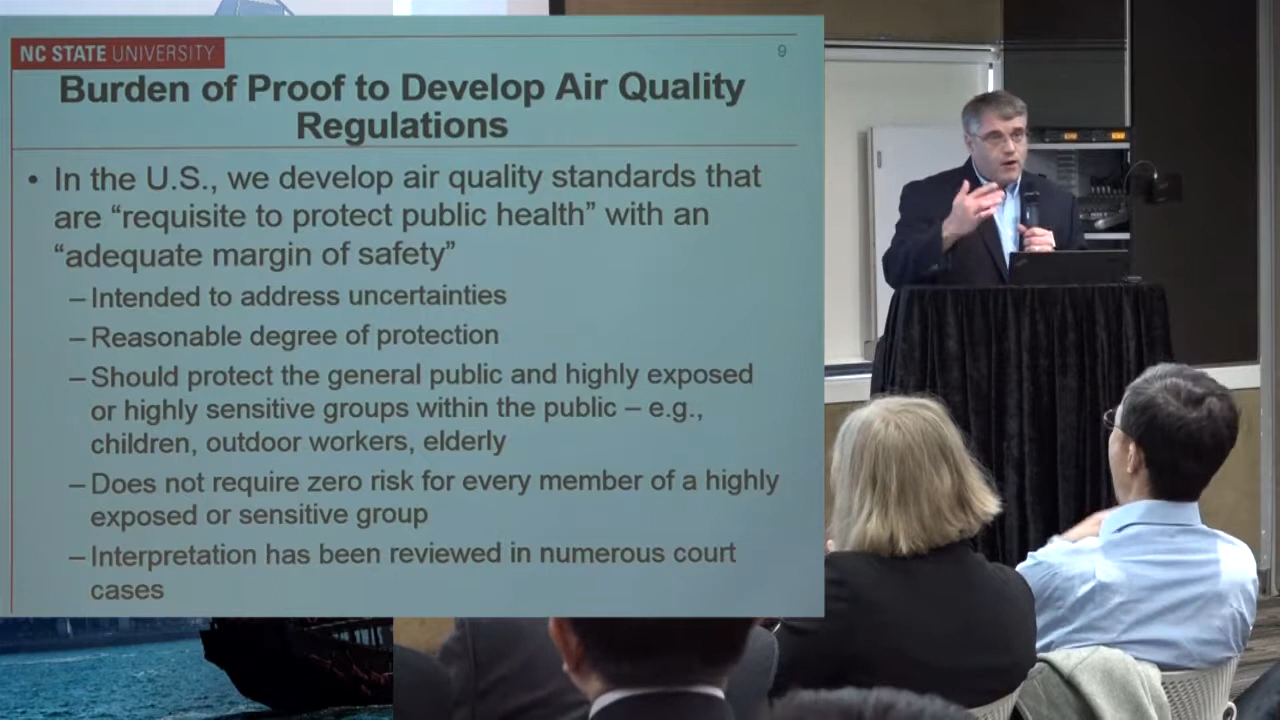 NC STATE UNIVERSITY
9
Burden of Proof to Develop Air Quality
Regulations
• In the U.S., we develop air quality standards that
are “requisite to protect public health” with an
“adequate margin of safety”
– Intended to address uncertainties
– Reasonable degree of protection
– Should protect the general public and highly exposed
or highly sensitive groups within the public – e.g.,
children, outdoor workers, elderly
– Does not require zero risk for every member of a highly
exposed or sensitive group
– Interpretation has been reviewed in numerous court
cases